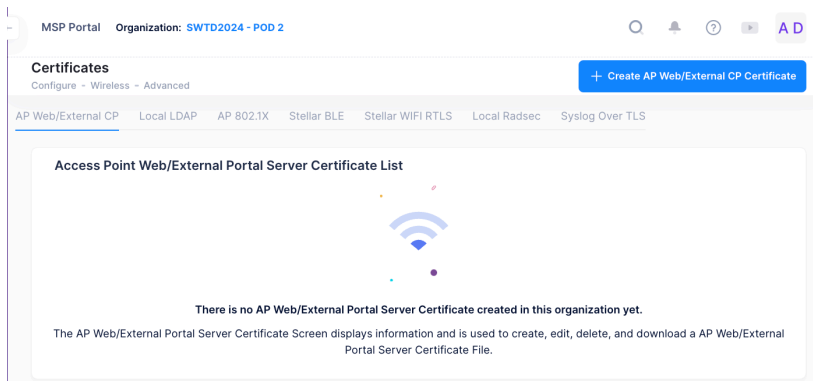 MSP Portal Organization: SWTD2024 - POD 2
A D
Certificates
Configure - Wireless - Advanced
+ Create AP Web/External CP Certificate
AP Web/External CP Local LDAP AP 802.1X Stellar BLE Stellar WIFI RTLS Local Radsec Syslog Over TLS
Access Point Web/External Portal Server Certificate List
There is no AP Web/External Portal Server Certificate created in this organization yet.
The AP Web/External Portal Server Certificate Screen displays information and is used to create, edit, delete, and download a AP Web/External
Portal Server Certificate File.